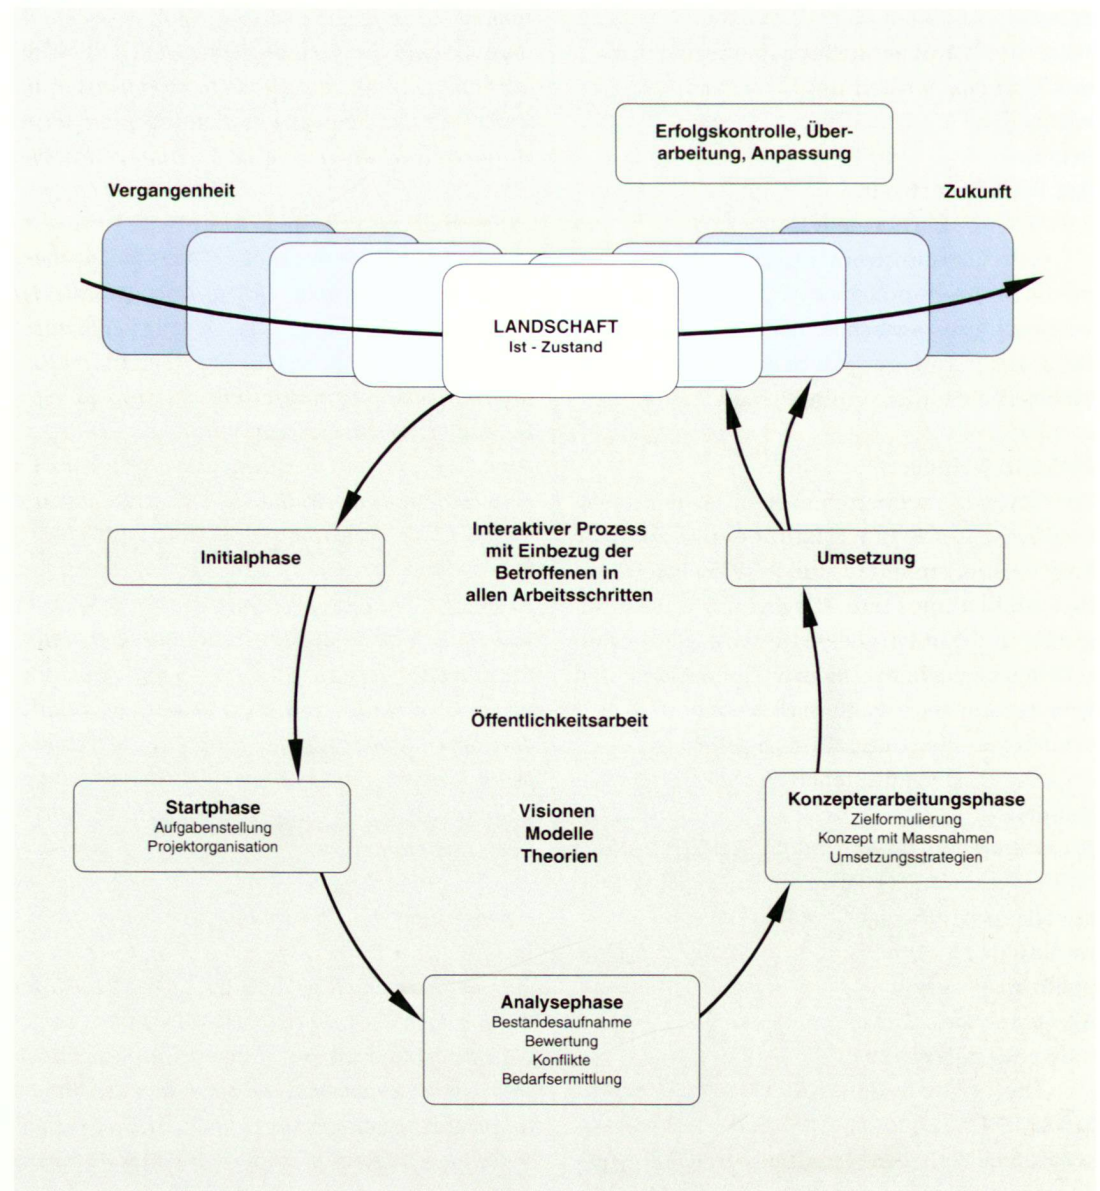 Erfolgskontrolle, Über-
arbeitung, Anpassung
Vergangenheit
Zukunft
LANDSCHAFT
Ist - Zustand
Initialphase
Interaktiver Prozess
mit Einbezug der
Betroffenen in
allen Arbeitsschritten
Umsetzung
Öffentlichkeitsarbeit
Startphase
Aufgabenstellung
Projektorganisation
Visionen
Modelle
Theorien
Konzepterarbeitungsphase
Zielformulierung
Konzept mit Massnahmen
Umsetzungsstrategien
Analysephase
Bestandesaufnahme
Bewertung
Konflikte
Bedarfsermittlung